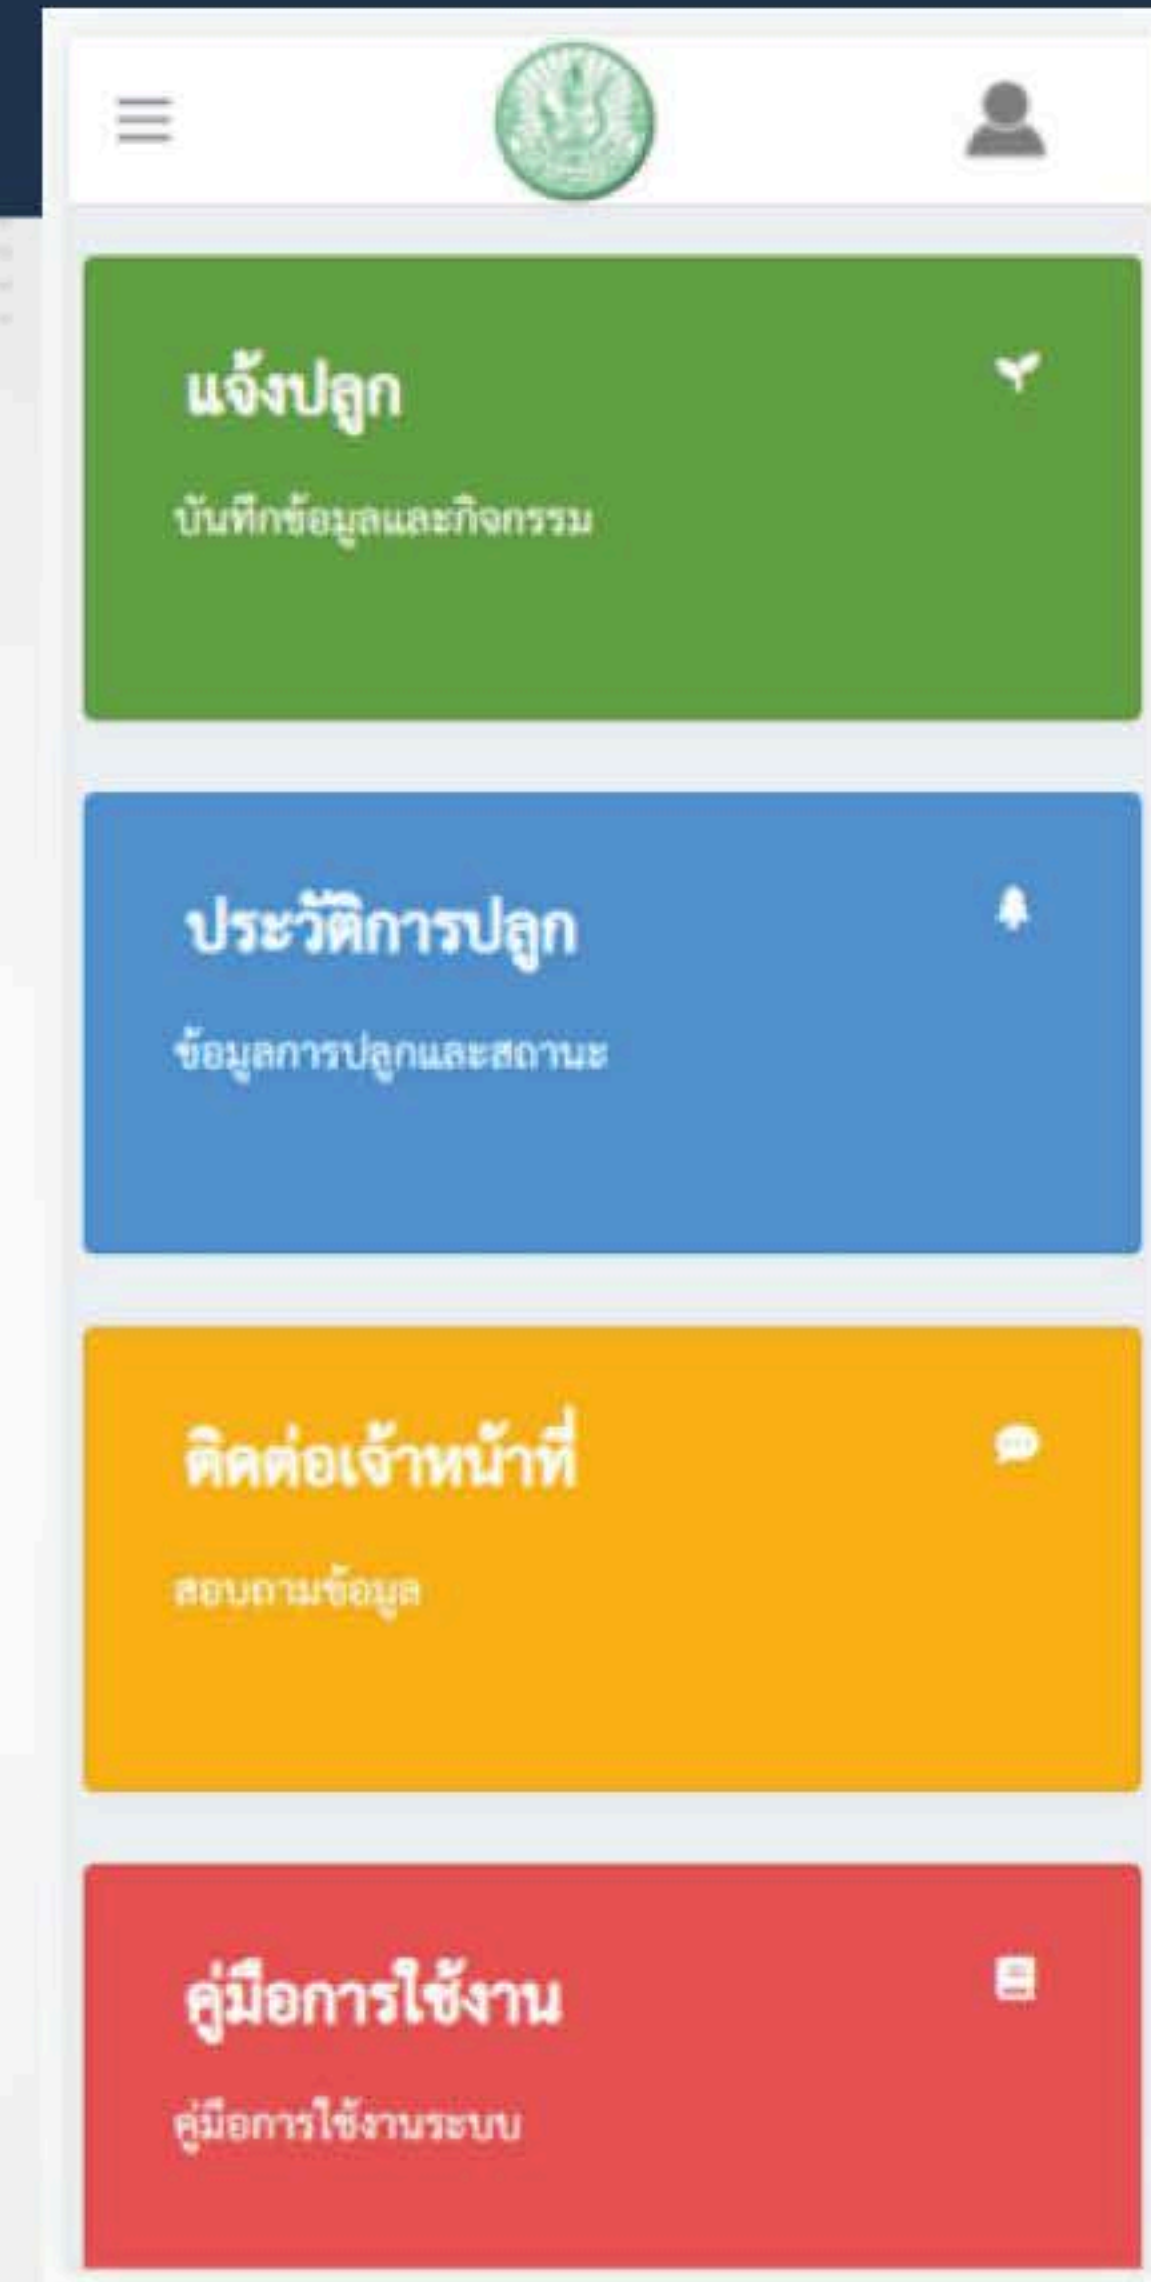 แจ้งปลูก
บันทึกข้อมูลและกิจกรรม
ประวัติการปลูก
ข้อมูลการปลูกและสถานะ
ติดต่อเจ้าหน้าที่
สอบถามข้อมูล
คู่มือการใช้งาน
คู่มือการใช้งานระบบ